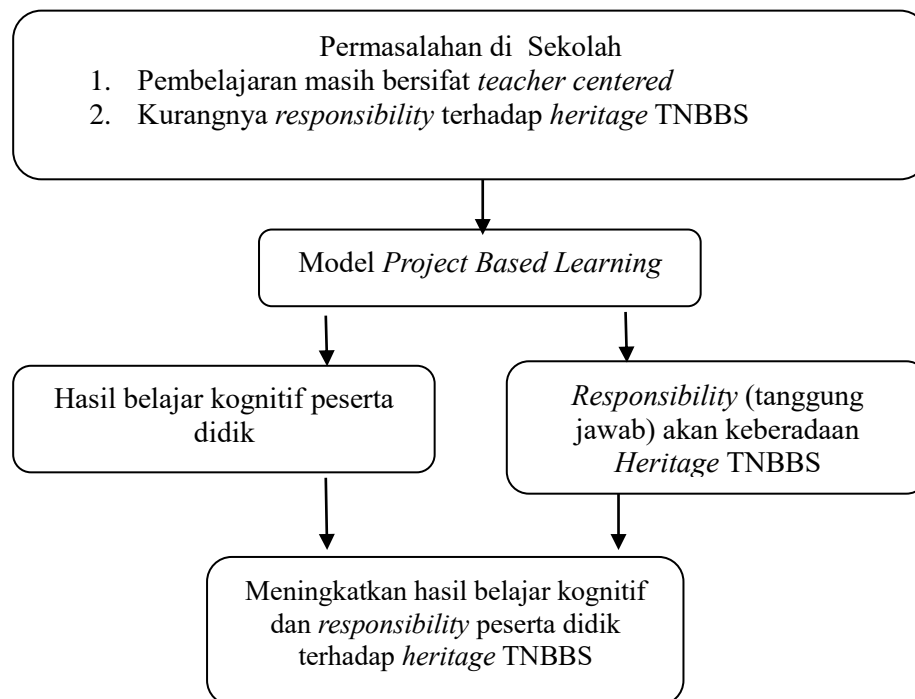 Permasalahan di Sekolah
1. Pembelajaran masih bersifat teacher centered
2. Kurangnya responsibility terhadap heritage TNBBS
Model Project Based Learning
Hasil belajar kognitif peserta
didik
Responsibility (tanggung
jawab) akan keberadaan
Heritage TNBBS
Meningkatkan hasil belajar kognitif
dan responsibility peserta didik
terhadap heritage TNBBS